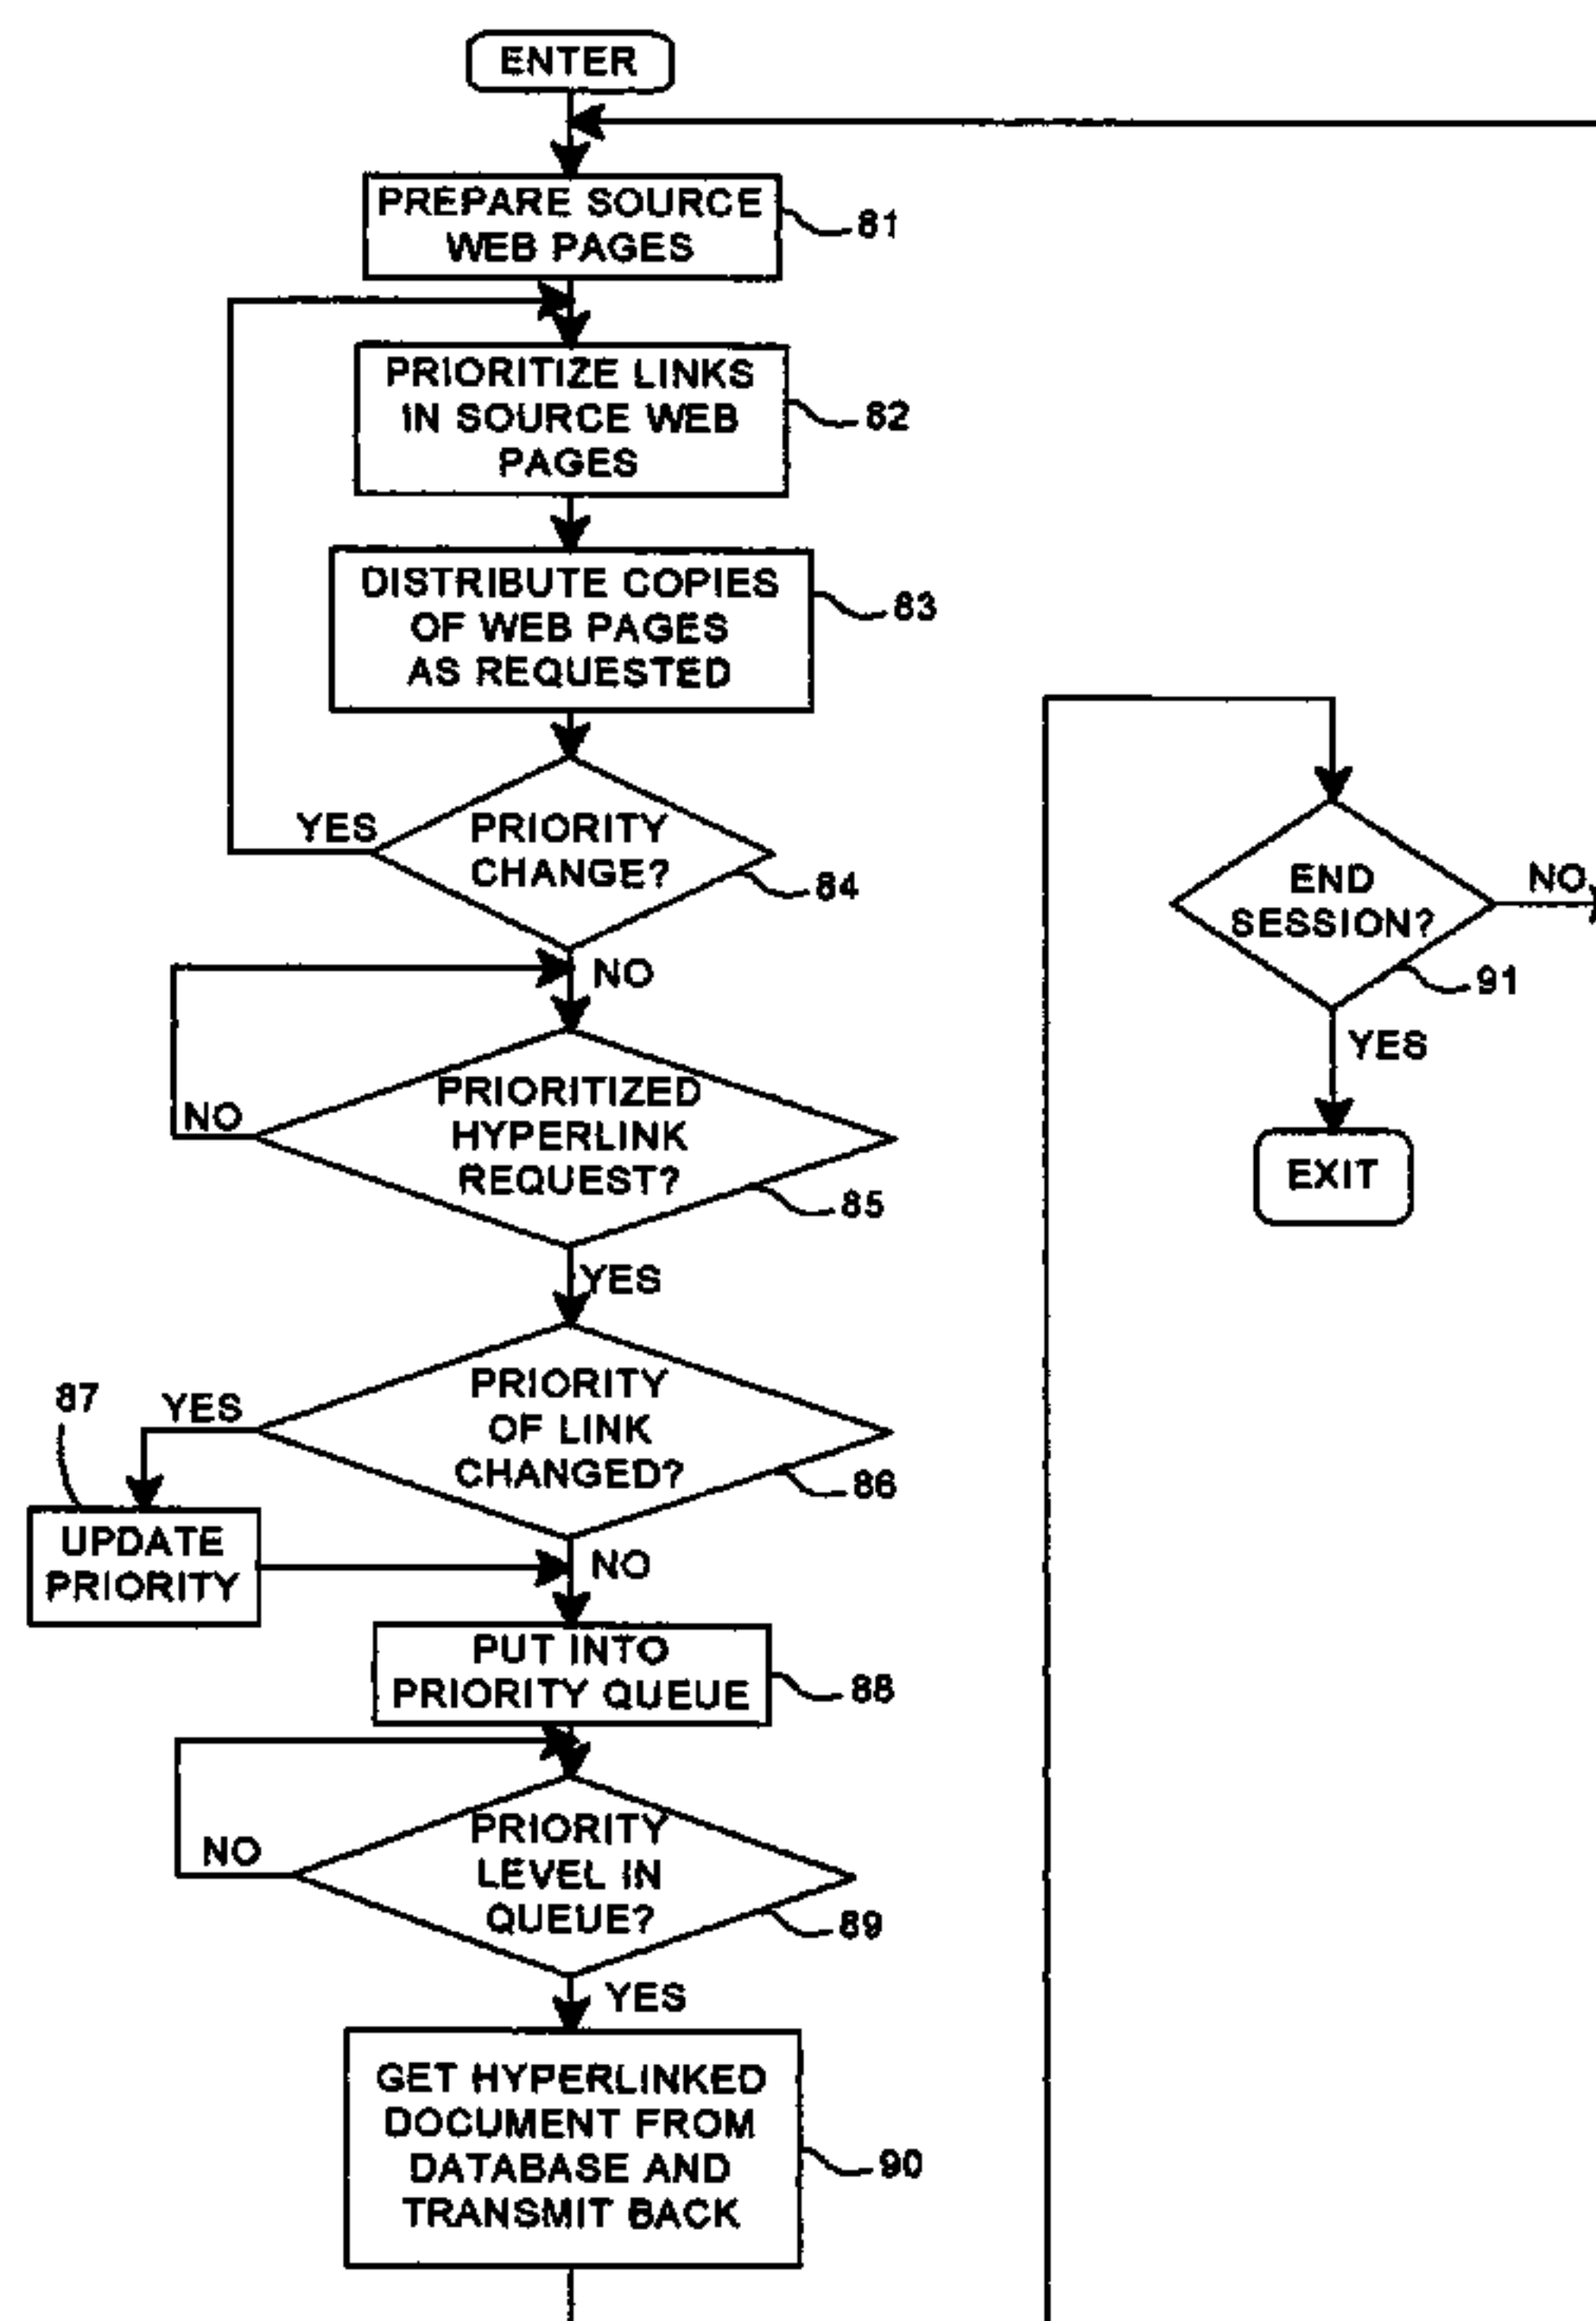 ENTER
PREPARE SOURCE
WEB PAGES
81
PRIORITIZE LINKS
IN SOURCE WEB
PAGES
82
DISTRIBUTE COPIES
OF WEB PAGES
AS REQUESTED
83
YES
PRIORITY
CHANGE?
84
NO
NO
PRIORITIZED
HYPERLINK
REQUEST?
85
YES
87
YES
PRIORITY
OF LINK
CHANGED?
86
UPDATE
PRIORITY
NO
PUT INTO
PRIORITY QUEUE
88
NO
PRIORITY
LEVEL IN
QUEUE?
89
YES
GET HYPERLINKED
DOCUMENT FROM
DATABASE AND
TRANSMIT BACK
90
END
SESSION?
NO
91
YES
EXIT